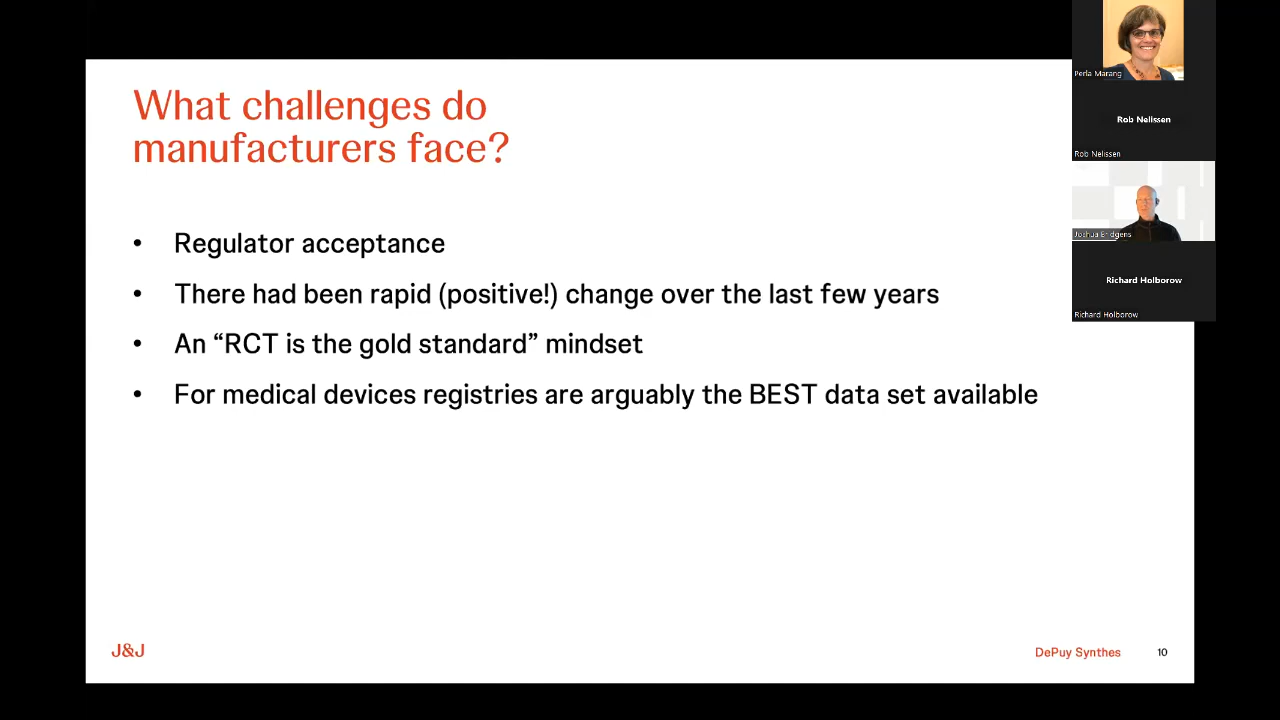 What challenges do
manufacturers face?
• Regulator acceptance
• There had been rapid (positive!) change over the last few years
• An “RCT is the gold standard” mindset
• For medical devices registries are arguably the BEST data set available
J&J
DePuy Synthes
10
Perla Marang
Rob Nelissen
Rob Nelissen
Joshua Bridgens
Richard Holborow
Richard Holborow